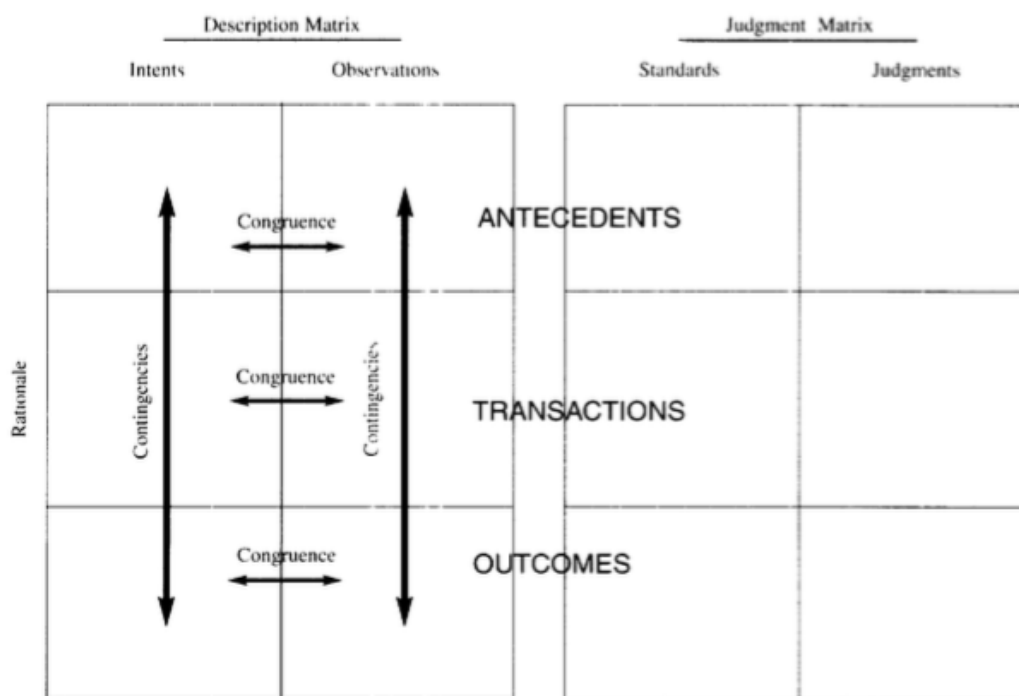 Description Matrix
Judgment Matrix
Intents
Observations
Standards
Judgments
Congruence
ANTECEDENTS
Rationale
Contingencies
Congruence
Contingencies
TRANSACTIONS
Congruence
OUTCOMES